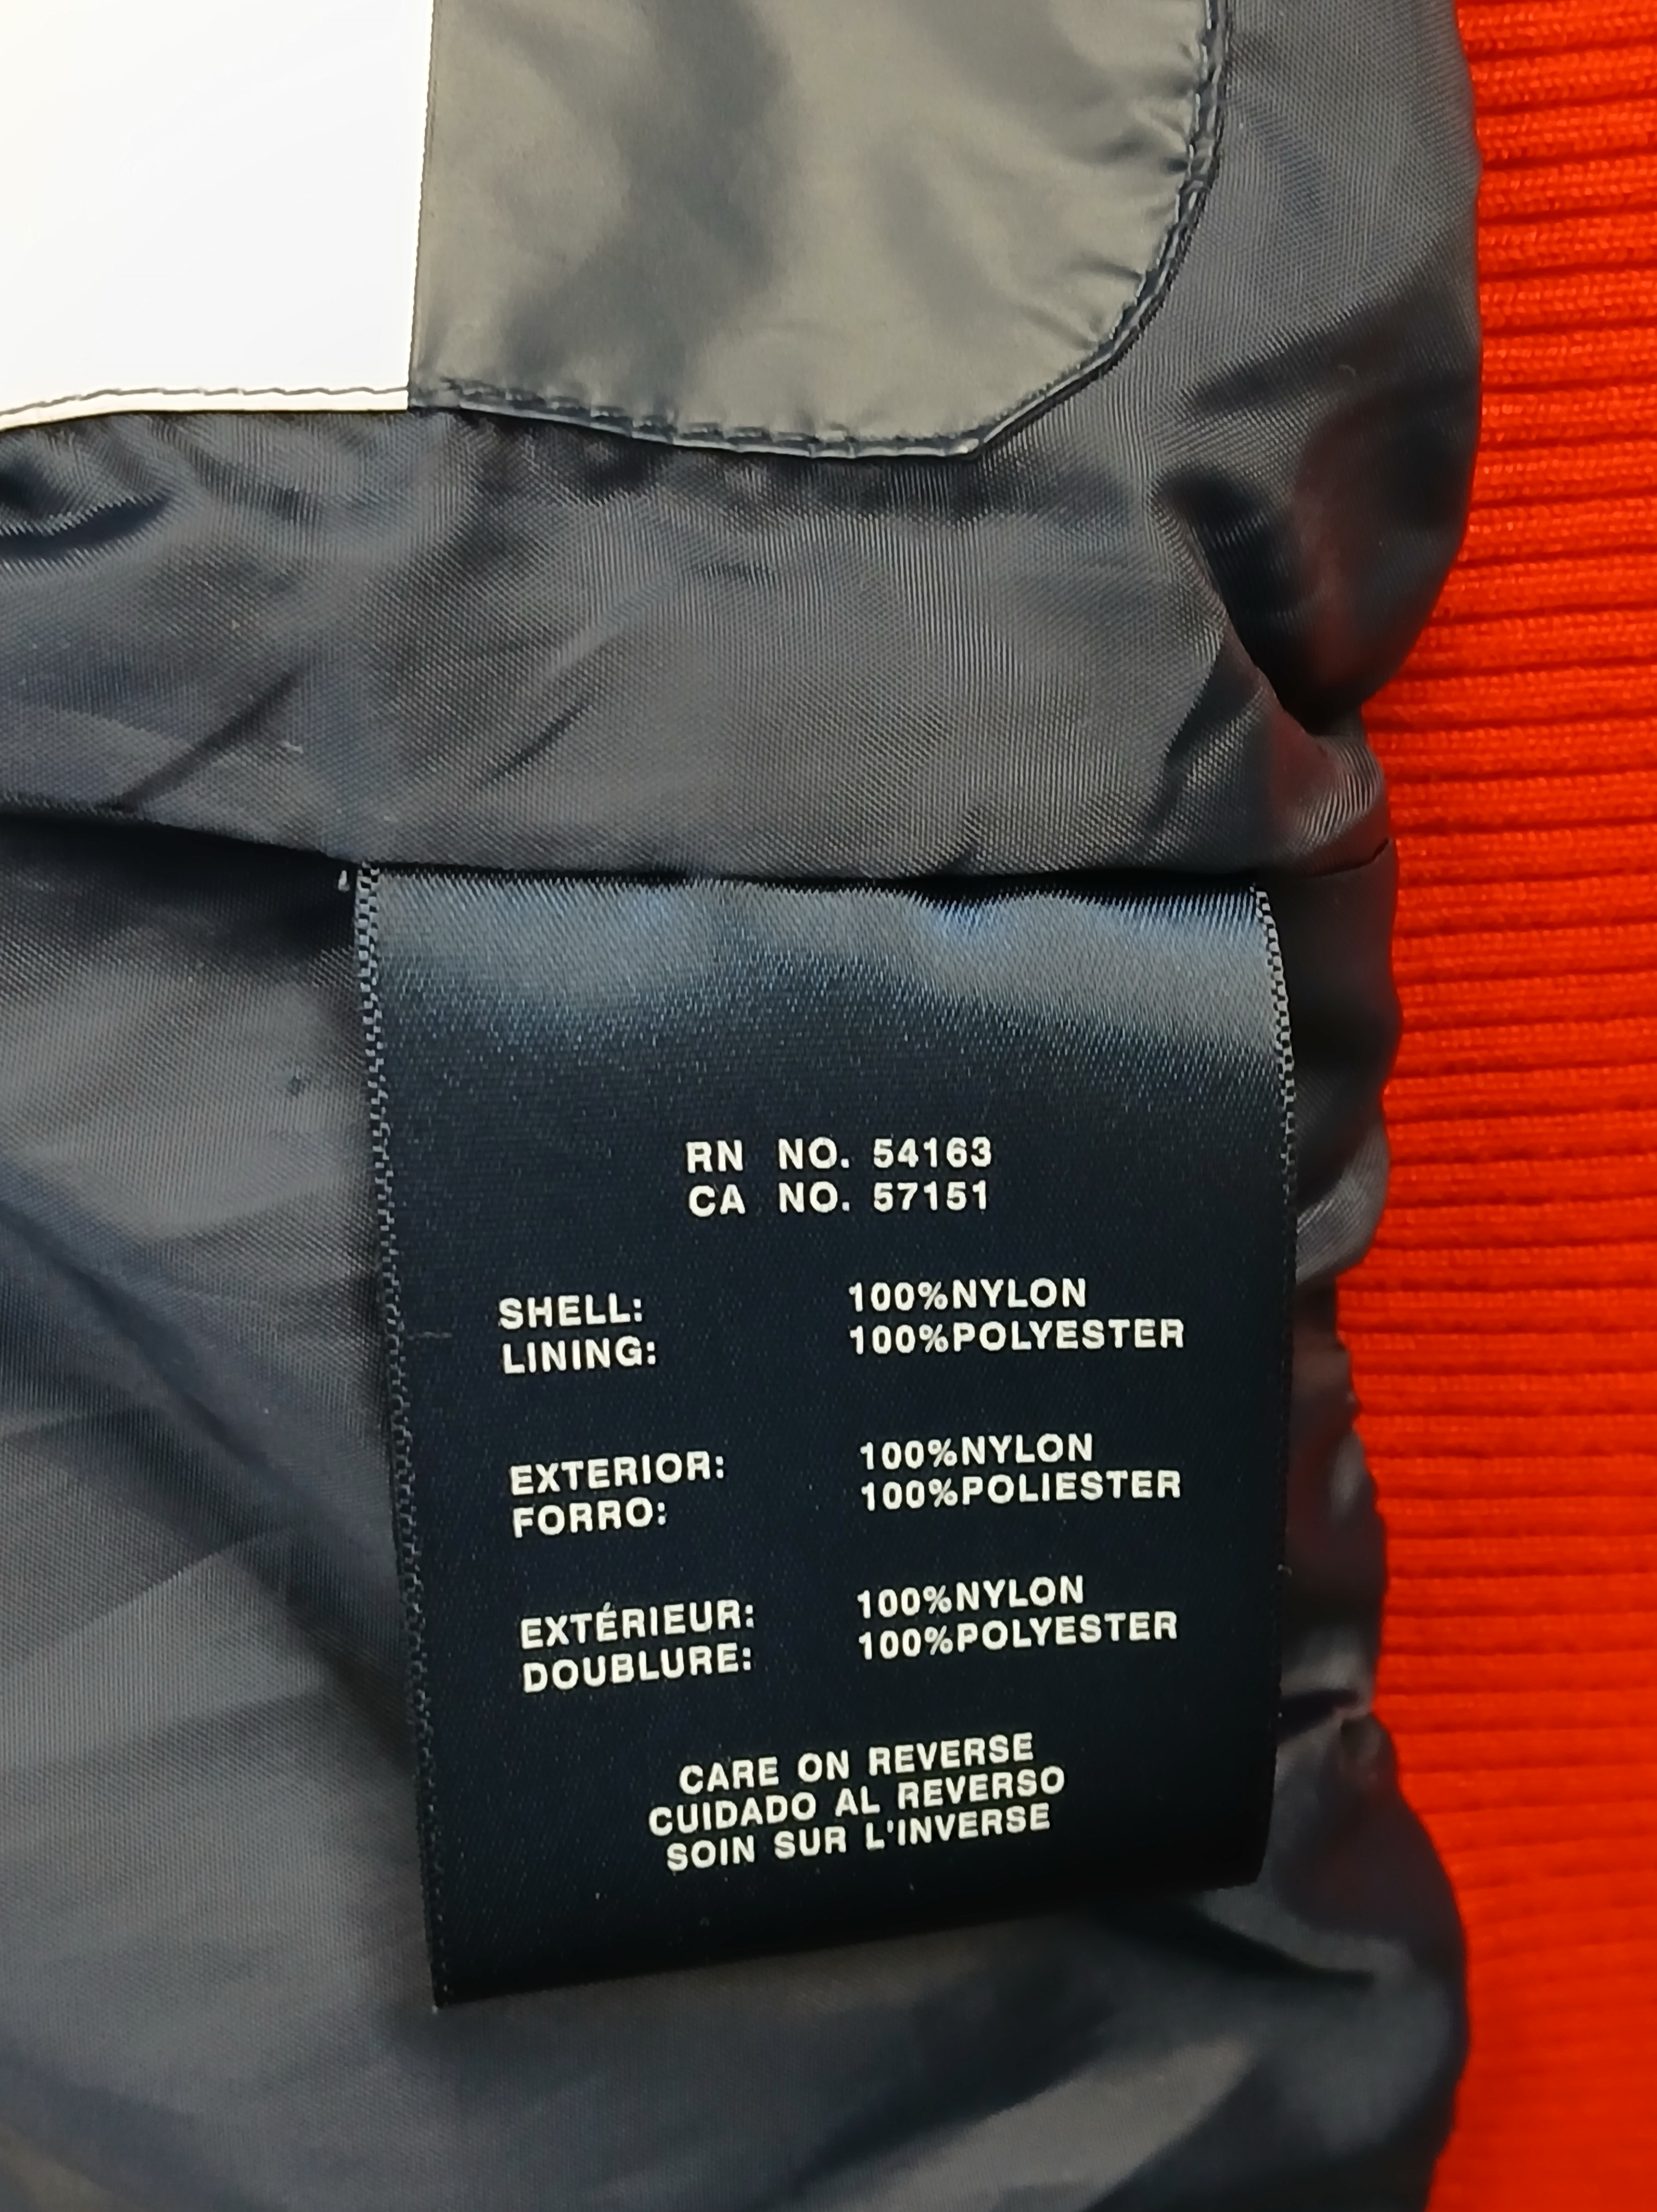 RN NO. 54163
CA NO. 57151
SHELL: 100%NYLON
LINING: 100%POLYESTER
EXTERIOR: 100%NYLON
FORRO: 100%POLIESTER
EXTÉRIEUR: 100%NYLON
DOUBLURE: 100%POLYESTER
CARE ON REVERSE
CUIDADO AL REVERSO
SOIN SUR L'INVERSE